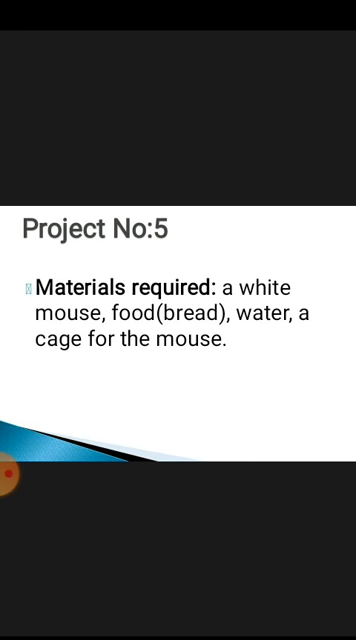 Project No:5
Materials required: a white
mouse, food(bread), water, a
cage for the mouse.